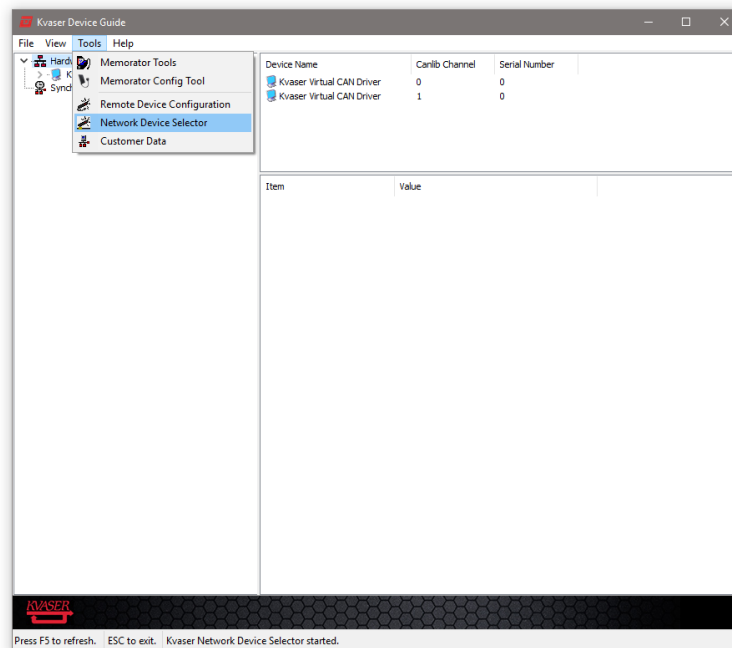 Kvaser Device Guide
File View Tools Help
Hardw
K
Synch
Memorator Tools
Memorator Config Tool
Remote Device Configuration
Network Device Selector
Customer Data
Device Name Canlib Channel Serial Number
Kvaser Virtual CAN Driver 0 0
Kvaser Virtual CAN Driver 1 0
Item Value
KVASER
Press F5 to refresh. ESC to exit. Kvaser Network Device Selector started.